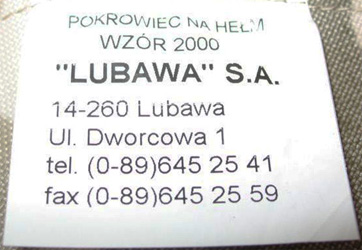 POKROWIEC NA HEŁM
WZÓR 2000
"LUBAWA" S.A.
14-260 Lubawa
Ul. Dworcowa 1
tel. (0-89)645 25 41
fax (0-89)645 25 59